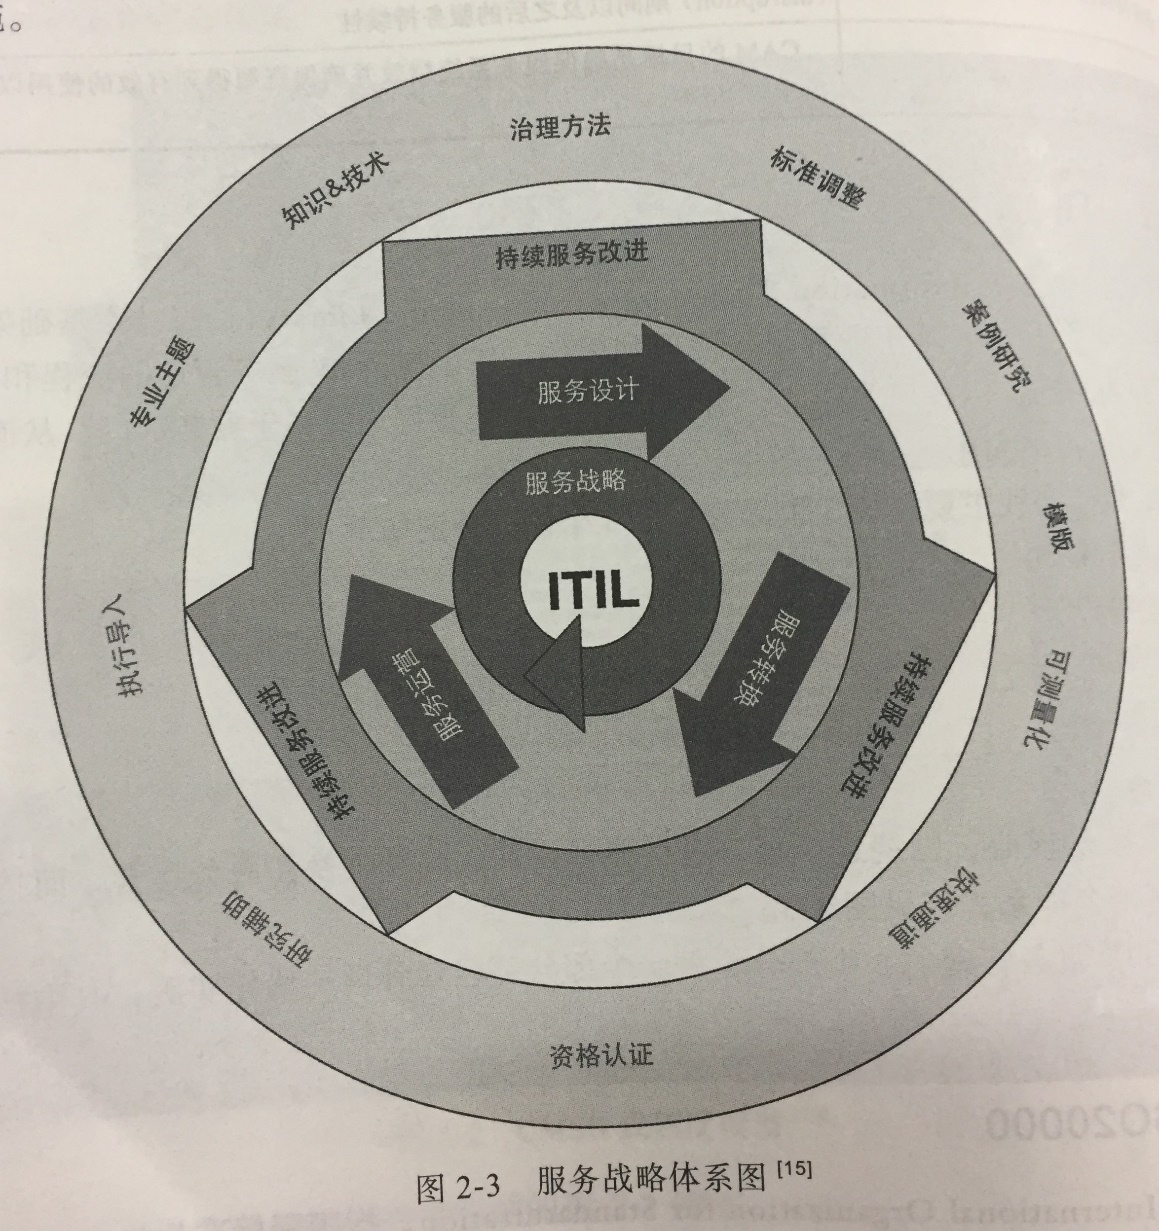 治理方法
标准调整
案例研究
模版
可测量化
快速通道
资格认证
研究辅助
执行导入
专业主题
知识&技术
持续服务改进
持续服务改进
持续服务改进
服务设计
服务转换
服务运营
服务战略
ITIL
图 2-3 服务战略体系图[15]